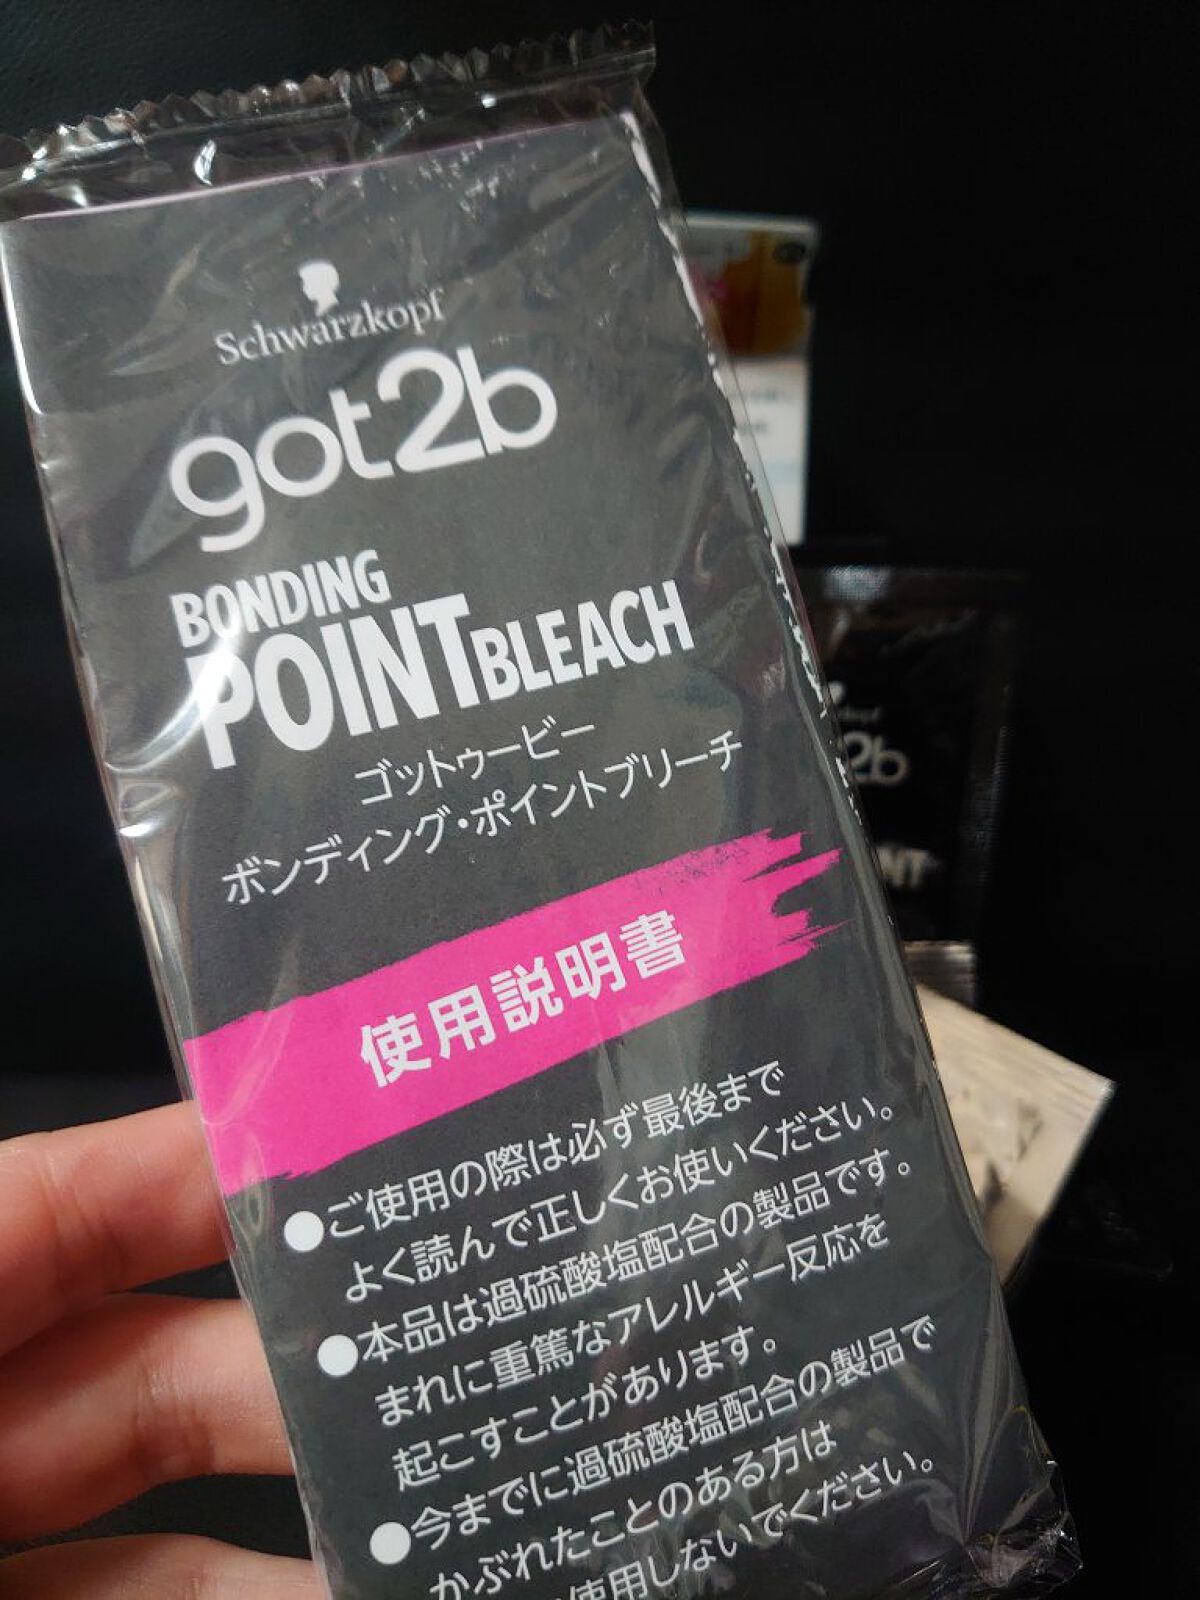 Schwarzkopf
got2b
BONDING
POINT BLEACH
ゴットゥービー
ボンディング・ポイントブリーチ
使用説明書
●ご使用の際は必ず最後まで
よく読んで正しくお使いください。
●本品は過硫酸塩配合の製品です。
まれに重篤なアレルギー反応を
起こすことがあります。
●今までに過硫酸塩配合の製品で
かぶれたことのある方は
使用しないでください。
2b